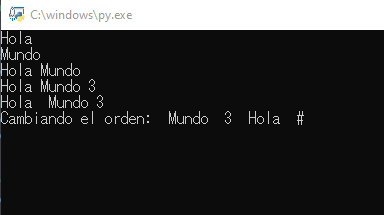 C:\windows\py.exe
Hola
Mundo
Hola Mundo
Hola Mundo 3
Hola  Mundo 3
Cambiando el orden:  Mundo  3  Hola  #